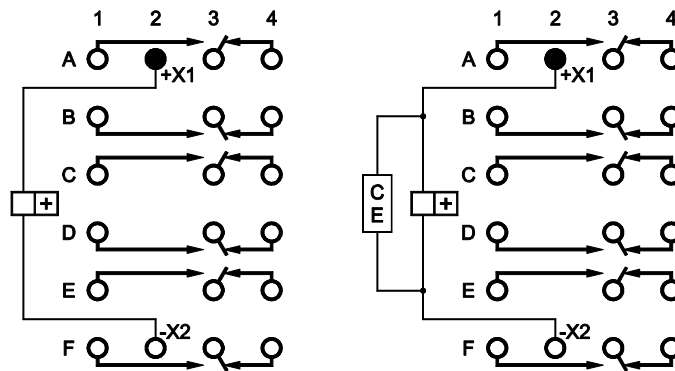 1 2 3 4 1 2 3 4
A +X1 A +X1
B B
C C C
+ E +
D D
E E
F -X2 F -X2